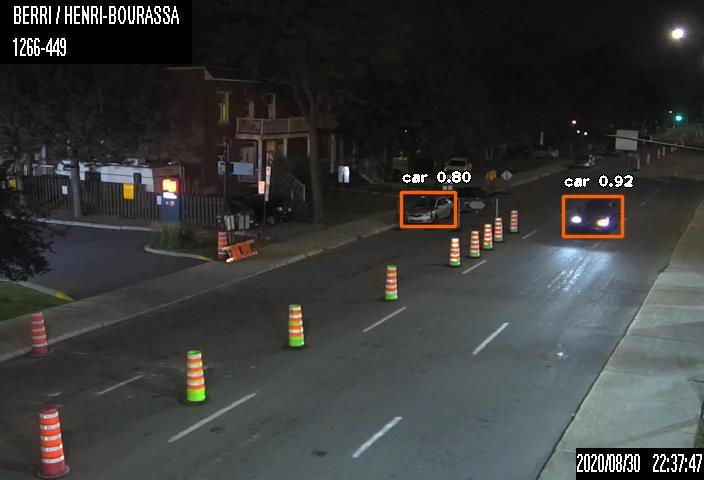 BERRI / HENRI-BOURASSA
1266-449
car 0.80
car 0.92
2020/08/30 22:37:47